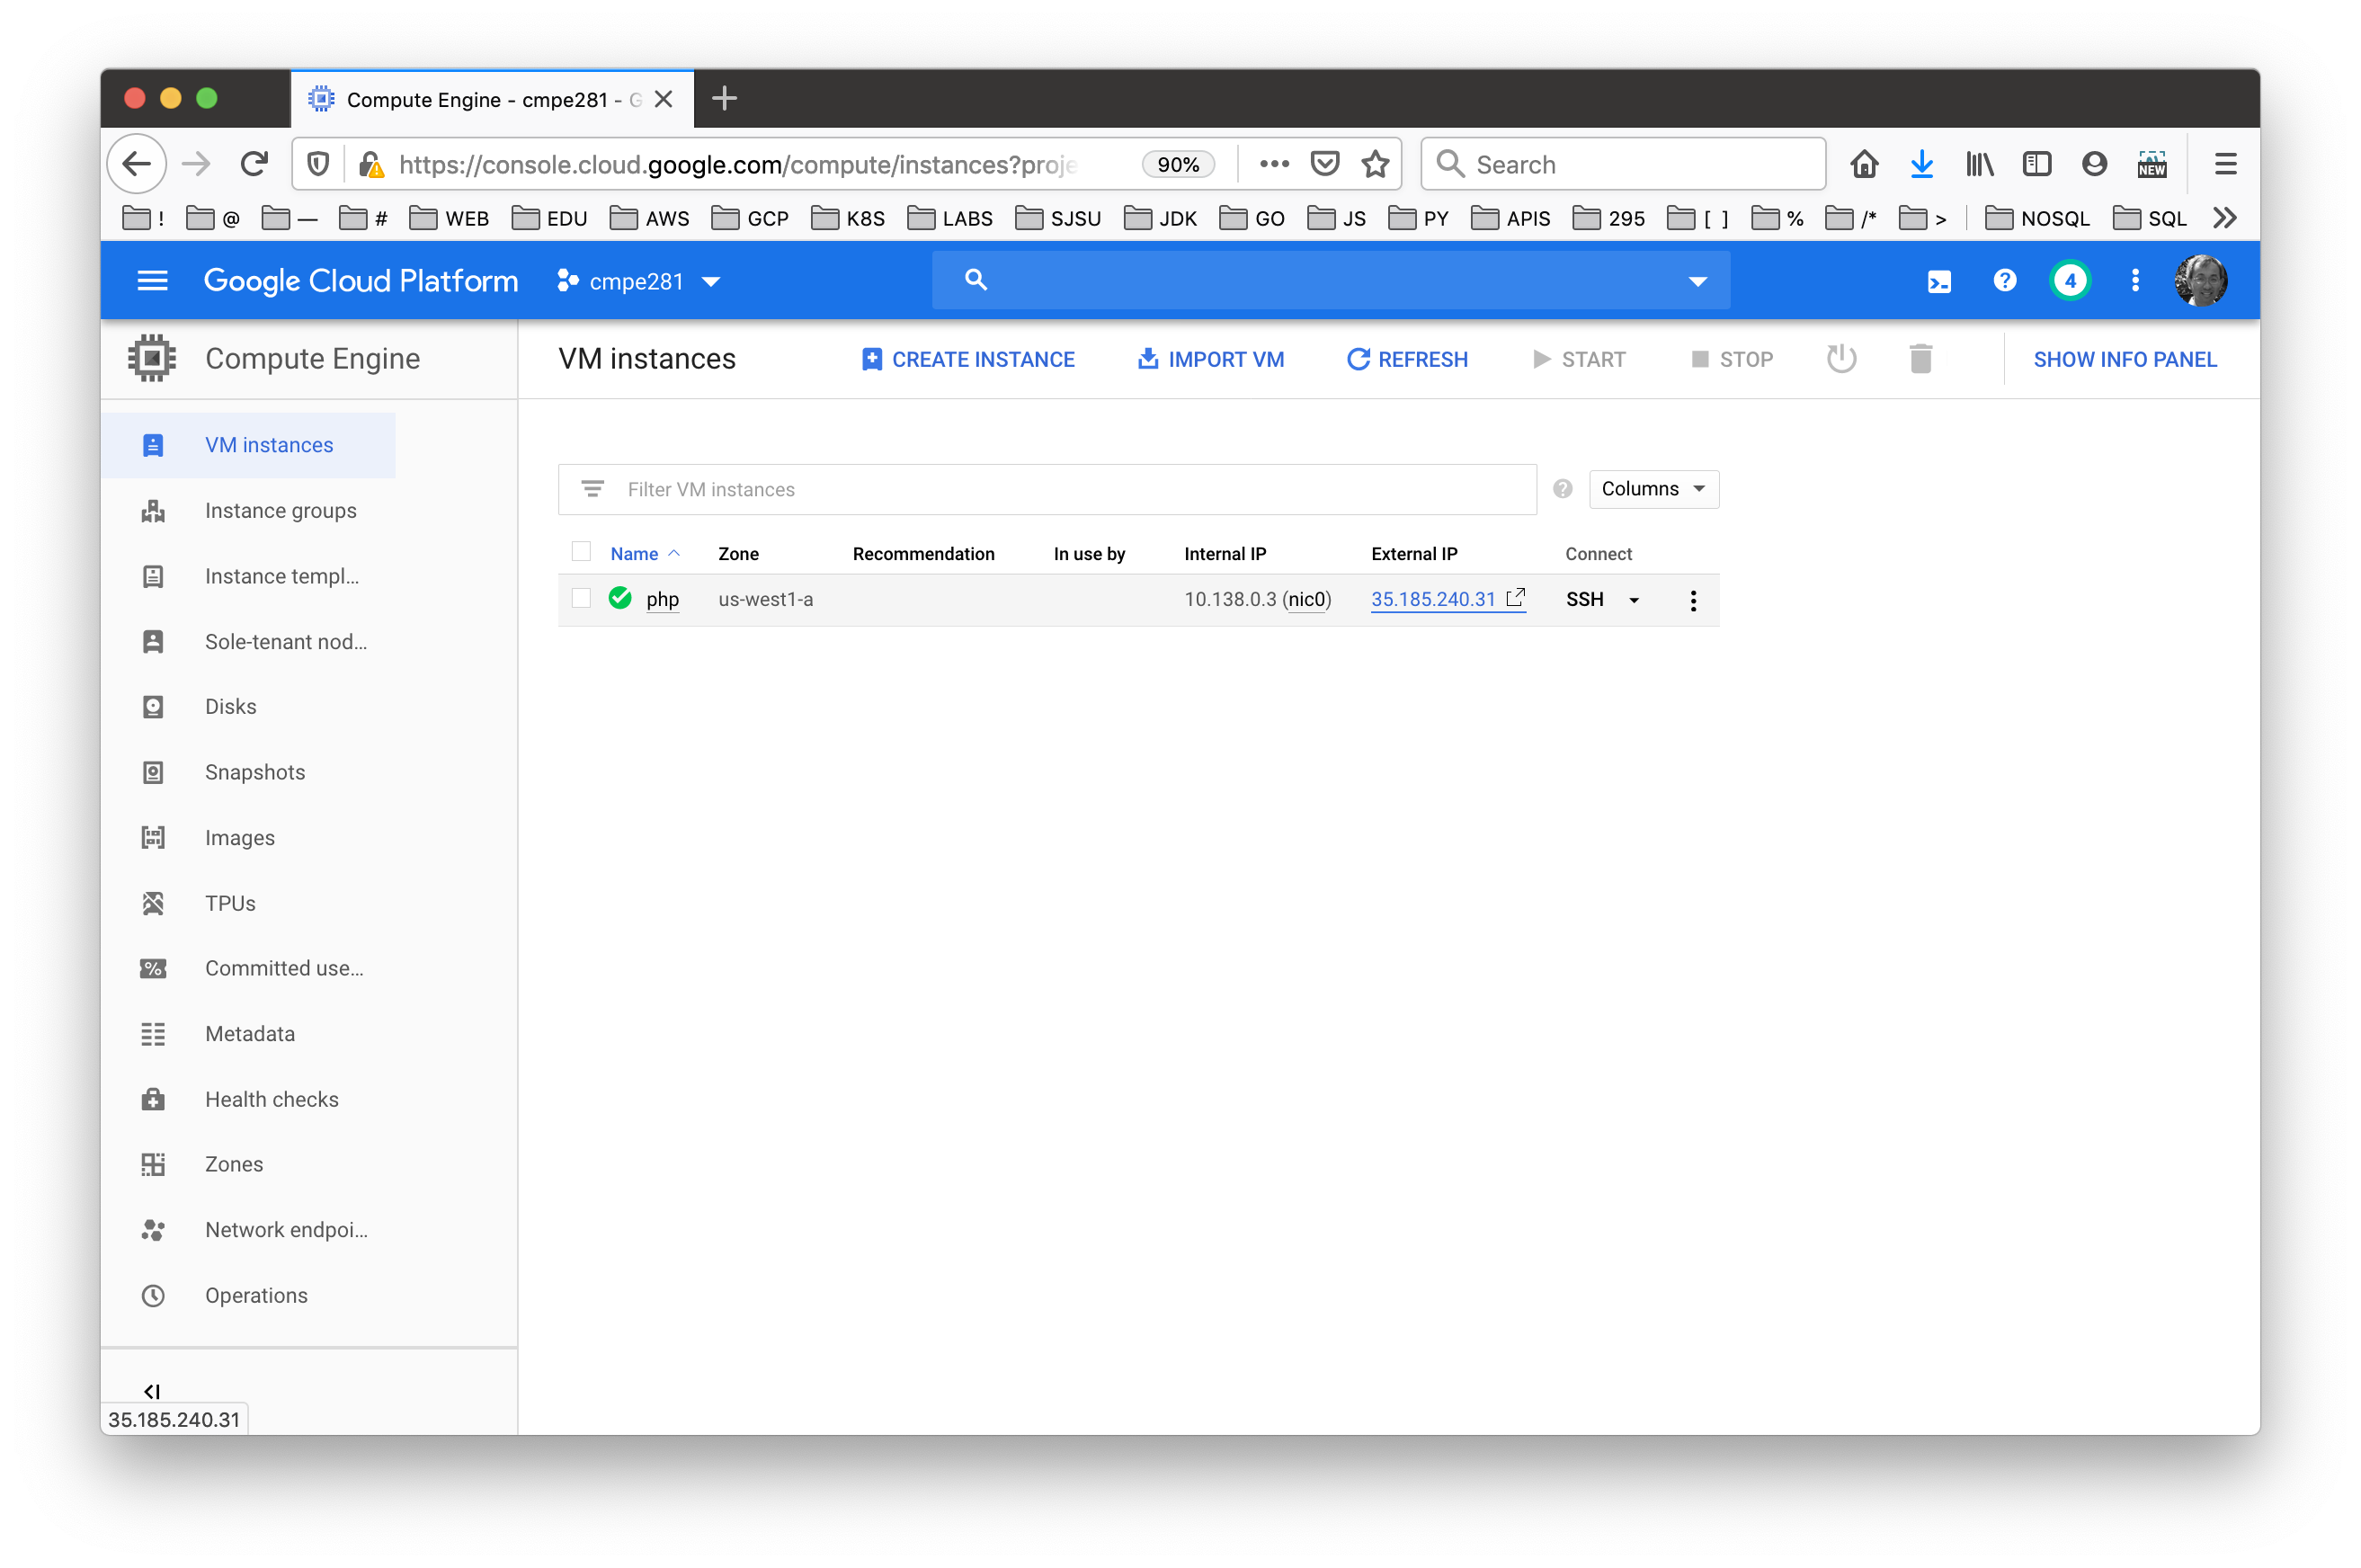 Compute Engine - cmpe281 - G
https://console.cloud.google.com/compute/instances?proje
90%
Search
NEW
! @ — # WEB EDU AWS GCP K8S LABS SJSU JDK GO JS PY APIS 295 [ ] % /* > NOSQL SQL
Google Cloud Platform cmpe281
4
Compute Engine
VM instances CREATE INSTANCE IMPORT VM REFRESH START STOP SHOW INFO PANEL
VM instances
Instance groups
Instance templ...
Sole-tenant nod...
Disks
Snapshots
Images
TPUs
Committed use...
Metadata
Health checks
Zones
Network endpoi...
Operations
Filter VM instances
Columns
Name Zone Recommendation In use by Internal IP External IP Connect
php us-west1-a 10.138.0.3 (nic0) 35.185.240.31 SSH
35.185.240.31